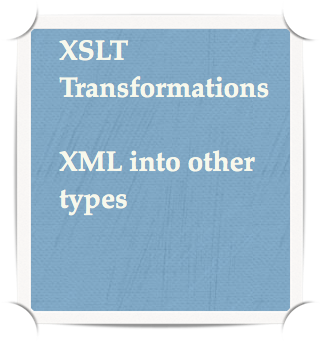 XSLT
Transformations
XML into other
types